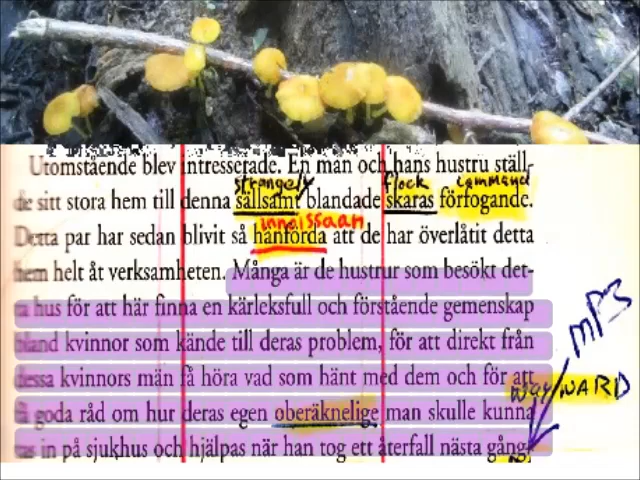 Utomstående blev intresserade. En man och hans hustru ställ-
strangely flock command
de sitt stora hem till denna sällsamt blandade skaras förfogande.
innoissaan
Detta par har sedan blivit så hänförda att de har överlåtit detta
hem helt åt verksamheten. Många är de hustrur som besökt det-
ta hus för att här finna en kärleksfull och förstående gemenskap
bland kvinnor som kände till deras problem, för att direkt från
mp3
dessa kvinnors män få höra vad som hänt med dem och för att
WAYWARD
få goda råd om hur deras egen oberäknelige man skulle kunna
tas in på sjukhus och hjälpas när han tog ett återfall nästa gång.